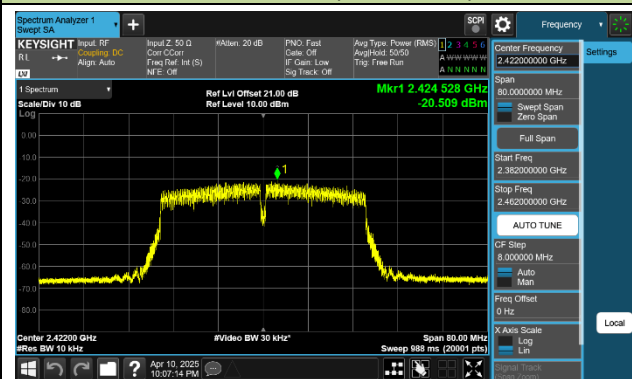 Spectrum Analyzer 1
Swept SA
SCPI
Frequency
KEYSIGHT
RL
LNI
Input: RF
Coupling: DC
Align: Auto
Input Z: 50 Ω
Corr CCorr
Freq Ref: Int (S)
NFE: Off
#Atten: 20 dB
PNO: Fast
Gate: Off
IF Gain: Low
Sig Track: Off
Avg Type: Power (RMS)
Avg|Hold: 50/50
Trig: Free Run
1 2 3 4 5 6
A W W W W W
A N N N N N
1 Spectrum
Scale/Div 10 dB
Log
Ref Lvl Offset 21.00 dB
Ref Level 10.00 dBm
Mkr1 2.424 528 GHz
-20.509 dBm
1
0.00
-10.0
-20.0
-30.0
-40.0
-50.0
-60.0
-70.0
-80.0
Center 2.42200 GHz
#Res BW 10 kHz
#Video BW 30 kHz*
Span 80.00 MHz
Sweep 988 ms (20001 pts)
Center Frequency
2.422000000 GHz
Settings
Span
80.0000000 MHz
Swept Span
Zero Span
Full Span
Start Freq
2.382000000 GHz
Stop Freq
2.462000000 GHz
AUTO TUNE
CF Step
8.000000 MHz
Auto
Man
Freq Offset
0 Hz
X Axis Scale
Log
Lin
Local
Signal Track
(Span Zoom)
?
Apr 10, 2025
10:07:14 PM